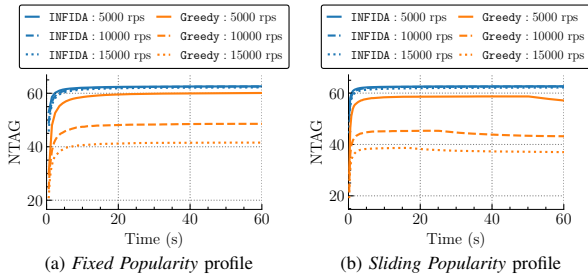 INFIDA : 5000 rps Greedy : 5000 rps
INFIDA : 10000 rps Greedy : 10000 rps
INFIDA : 15000 rps Greedy : 15000 rps
NTAG
60
40
20
0 20 40 60
Time (s)
(a) Fixed Popularity profile
INFIDA : 5000 rps Greedy : 5000 rps
INFIDA : 10000 rps Greedy : 10000 rps
INFIDA : 15000 rps Greedy : 15000 rps
NTAG
60
40
20
0 20 40 60
Time (s)
(b) Sliding Popularity profile